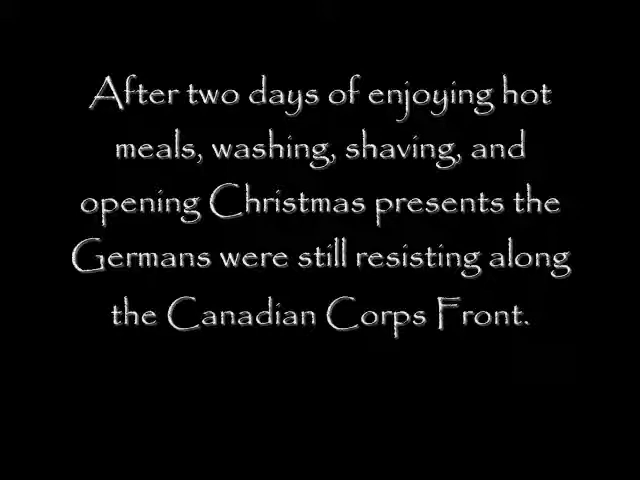 After two days of enjoying hot
meals, washing, shaving, and
opening Christmas presents the
Germans were still resisting along
the Canadian Corps Front.